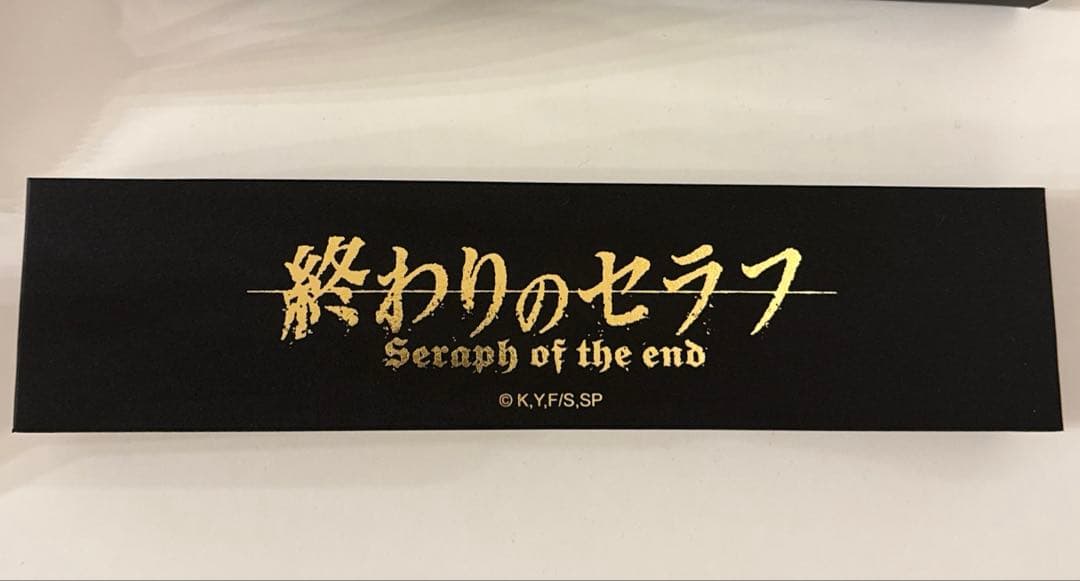 終わりのセラフ
Seraph of the end
© K,Y,F/S,SP